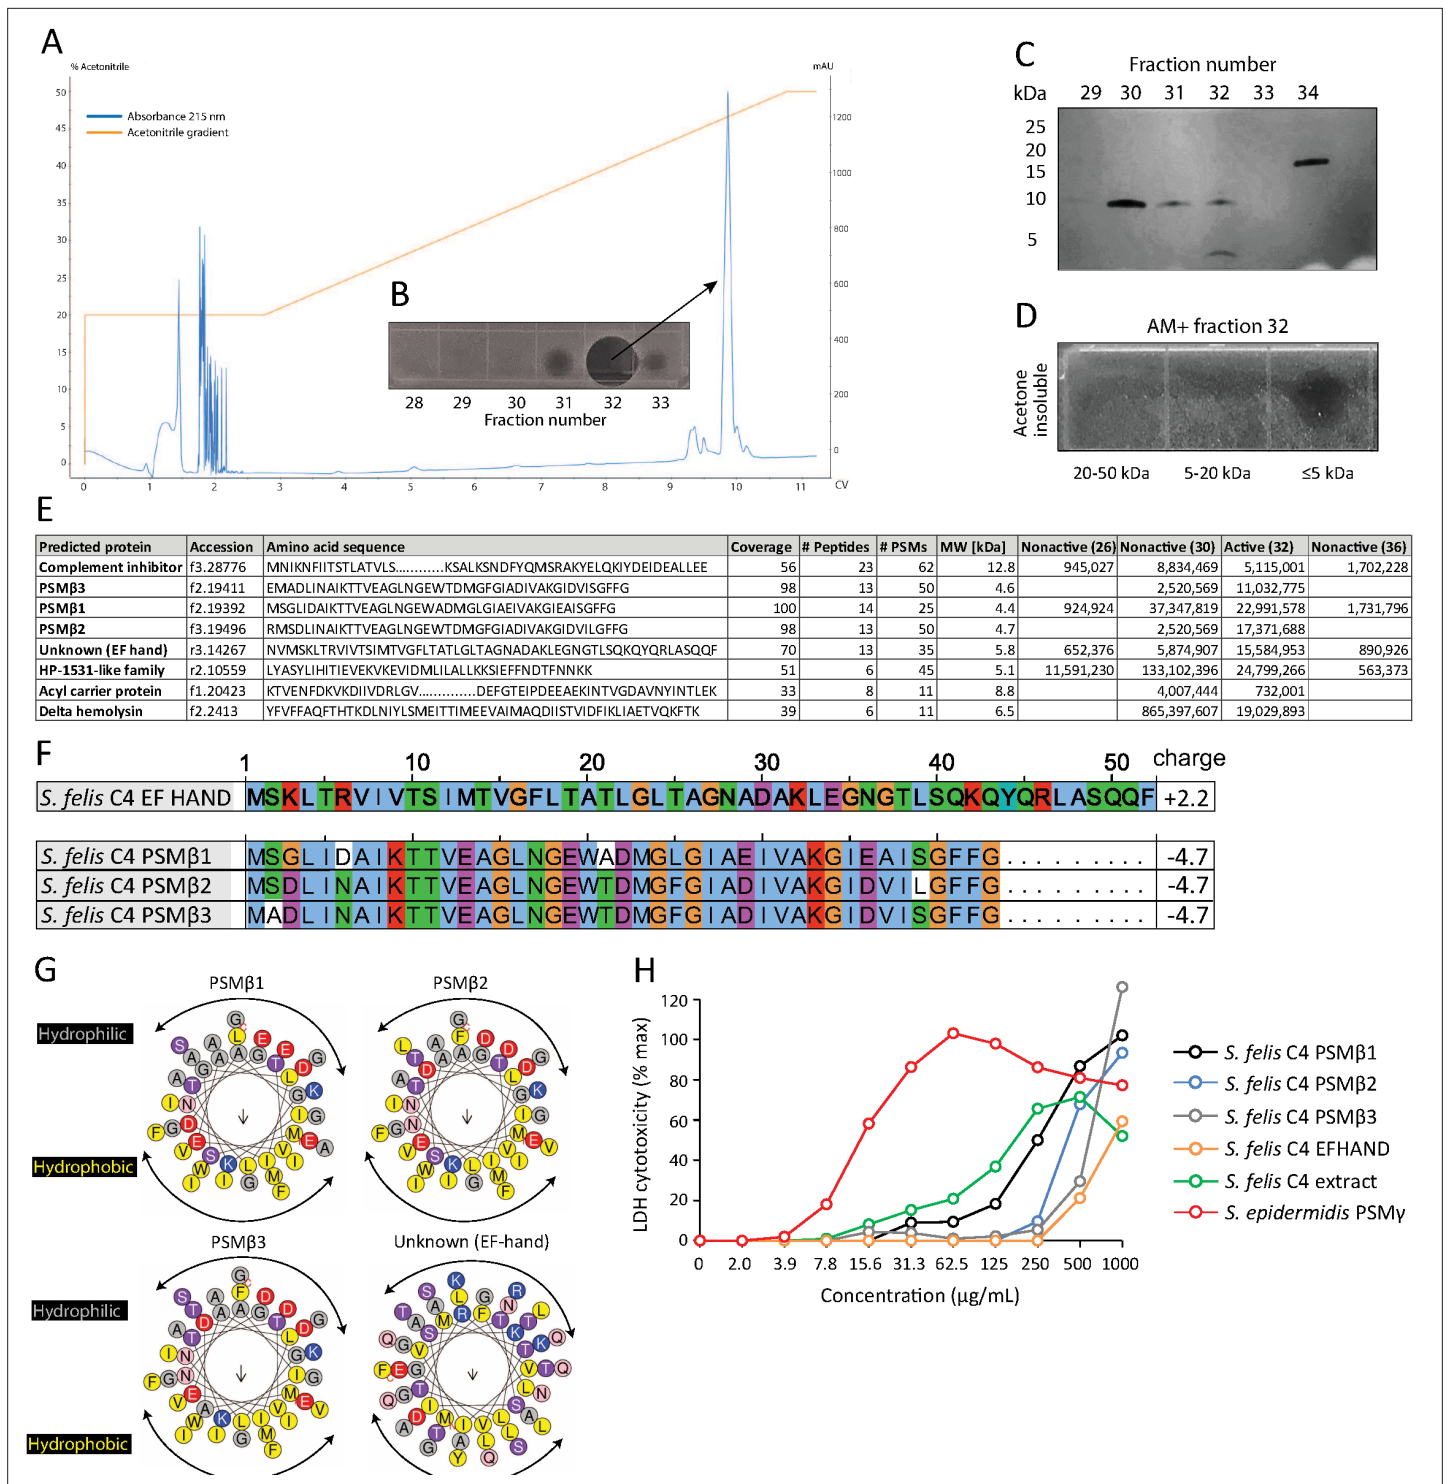 A
% Acetonitrile
mAU
50
45
40
35
30
25
20
15
10
5
0
Absorbance 215 nm
Acetonitrile gradient
1200
1000
800
600
400
200
0
0 1 2 3 4 5 6 7 8 9 10 11 CV
B
28 29 30 31 32 33
Fraction number
C
Fraction number
kDa 29 30 31 32 33 34
25
20
15
10
5
D
AM+ fraction 32
Acetone insoluble
20-50 kDa 5-20 kDa ≤5 kDa
E
Predicted protein Accession Amino acid sequence Coverage # Peptides # PSMs MW [kDa] Nonactive (26) Nonactive (30) Active (32) Nonactive (36)
Complement inhibitor f3.28776 MNIKNFIITSTLATVLS............KSALKSNDFYQMSRAKYELQKIYDEIDEALLEE 56 23 62 12.8 945,027 8,834,469 5,115,001 1,702,228
PSMβ3 f2.19411 EMADLINAIKTTVEAGLNGEWTDMGFGIADIVAKGIDVISGFFG 98 13 50 4.6 2,520,569 11,032,775
PSMβ1 f2.19392 MSGLIDAIKTTVEAGLNGEWADMGLGIAEIVAKGIEAISGFFG 100 14 25 4.4 924,924 37,347,819 22,991,578 1,731,796
PSMβ2 f3.19496 RMSDLINAIKTTVEAGLNGEWTDMGFGIADIVAKGIDVILGFFG 98 13 50 4.7 2,520,569 17,371,688
Unknown (EF hand) r3.14267 NVMSKLTRVIVTSIMTVGFLTATLGLTAGNADAKLEGNGTLSQKQYQRLASQQF 70 13 35 5.8 652,376 5,874,907 15,584,953 890,926
HP-1531-like family r2.10559 LYASYLIHITIEVEKVKEVIDMLILALLKKSIEFFNDTFNNKK 51 6 45 5.1 11,591,230 133,102,396 24,799,266 563,373
Acyl carrier protein f1.20423 KTVENFDKVKDIIVDRLGV..............DEFGTEIPDEEAEKINTVGDAVNYINTLEK 33 8 11 8.8 4,007,444 732,001
Delta hemolysin f2.2413 YFVFFAQFTHTKDLNIYLSMEITTIMEEVAIMAQDIISTVIDFIKLIAETVQKFTK 39 6 11 6.5 865,397,607 19,029,893
F
1 10 20 30 40 50 charge
S. felis C4 EF HAND MSKLTRVIVTSIMTVGFLTATLGLTAGNADAKLEGNGTLSQKQYQRLASQQF +2.2
S. felis C4 PSMβ1 MSGLIDAIKTTVEAGLNGEWADMGLGIAEIVAKGIEAISGFFG......... -4.7
S. felis C4 PSMβ2 MSDLINAIKTTVEAGLNGEWTDMGFGIADIVAKGIDVILGFFG......... -4.7
S. felis C4 PSMβ3 MADLINAIKTTVEAGLNGEWTDMGFGIADIVAKGIDVISGFFG......... -4.7
G
PSMβ1 PSMβ2
Hydrophilic
Hydrophobic
PSMβ3 Unknown (EF-hand)
Hydrophilic
Hydrophobic
H
LDH cytotoxicity (% max)
120
100
80
60
40
20
0
0 2.0 3.9 7.8 15.6 31.3 62.5 125 250 500 1000
Concentration (µg/mL)
S. felis C4 PSMβ1
S. felis C4 PSMβ2
S. felis C4 PSMβ3
S. felis C4 EFHAND
S. felis C4 extract
S. epidermidis PSMγ